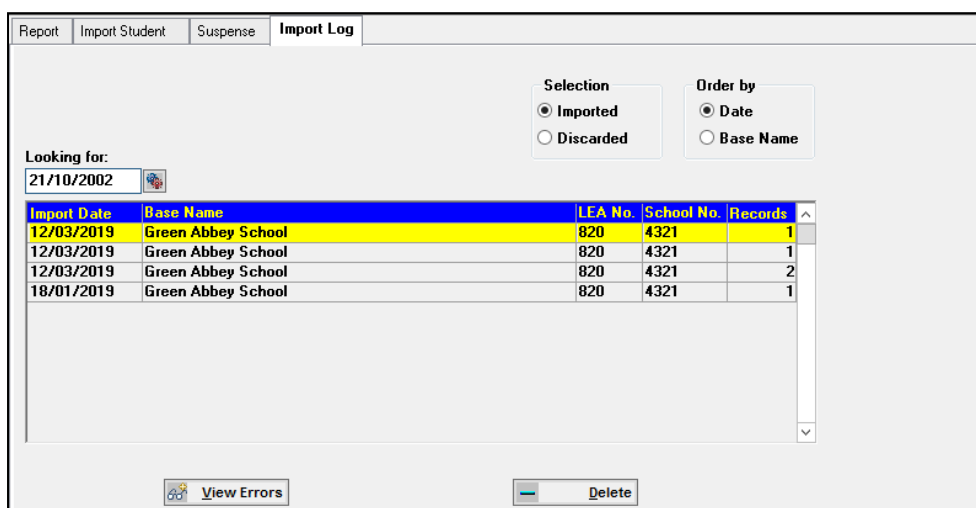 Report Import Student Suspense Import Log
Selection Order by
Imported Date
Discarded Base Name
Looking for:
21/10/2002
Import Date Base Name LEA No. School No. Records
12/03/2019 Green Abbey School 820 4321 1
12/03/2019 Green Abbey School 820 4321 1
12/03/2019 Green Abbey School 820 4321 2
18/01/2019 Green Abbey School 820 4321 1
View Errors Delete